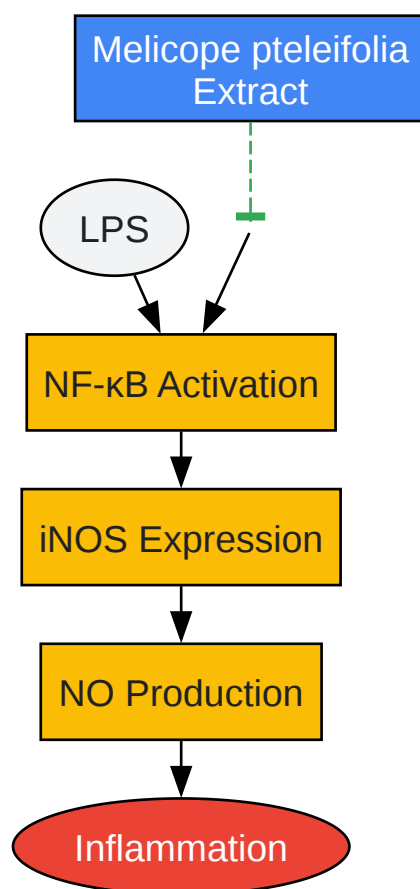 Melicope pteleifolia
Extract
LPS
NF-κB Activation
iNOS Expression
NO Production
Inflammation